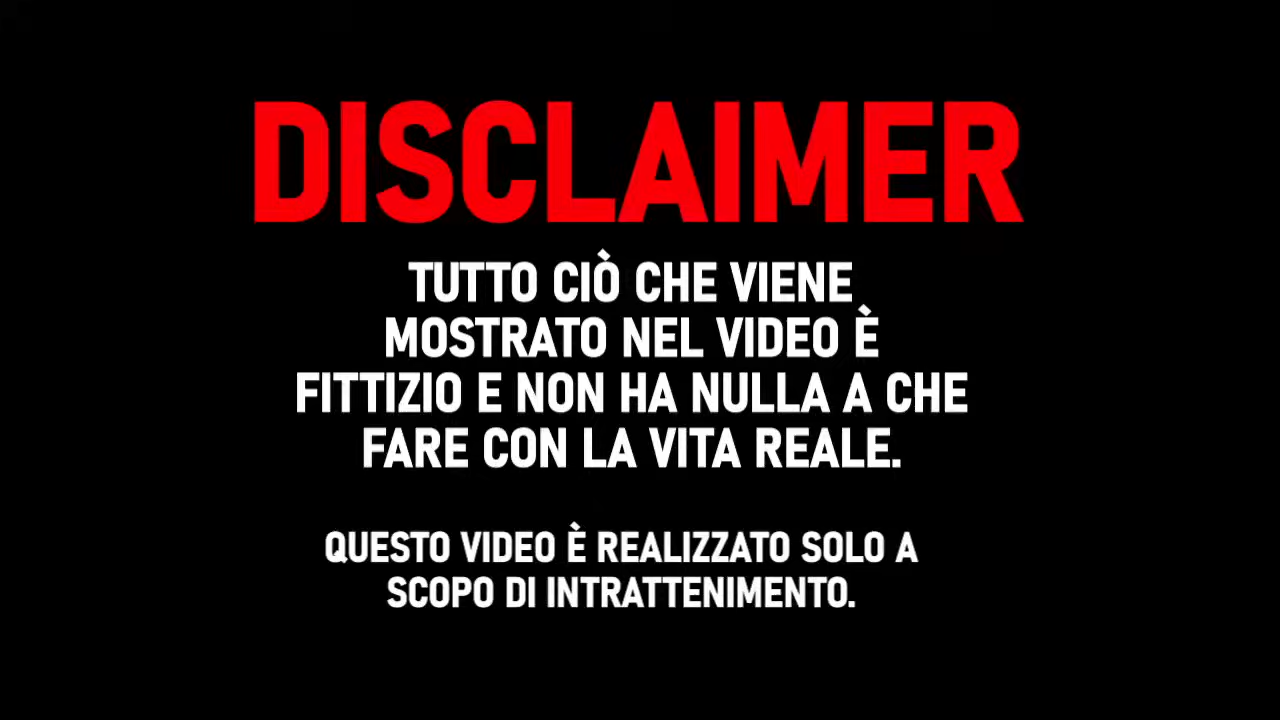 DISCLAIMER
TUTTO CIÒ CHE VIENE
MOSTRATO NEL VIDEO È
FITTIZIO E NON HA NULLA A CHE
FARE CON LA VITA REALE.
QUESTO VIDEO È REALIZZATO SOLO A
SCOPO DI INTRATTENIMENTO.